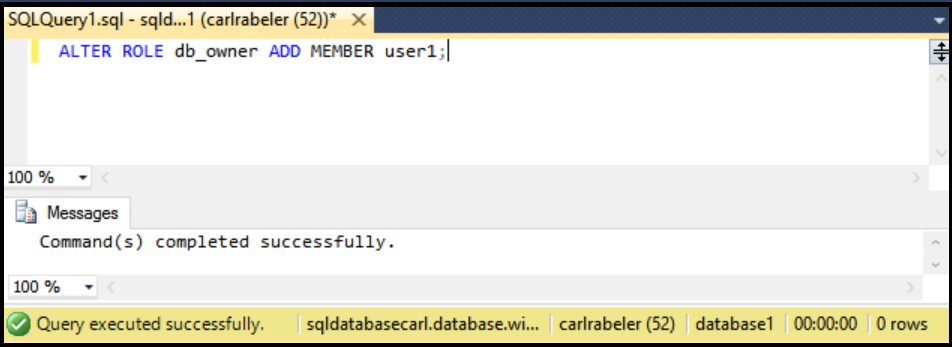 SQLQuery1.sql - sqld...1 (carlrabeler (52))*
ALTER ROLE db_owner ADD MEMBER user1;
100 %
Messages
Command(s) completed successfully.
100 %
Query executed successfully. sqldatabasecarl.database.wi... carlrabeler (52) database1 00:00:00 0 rows